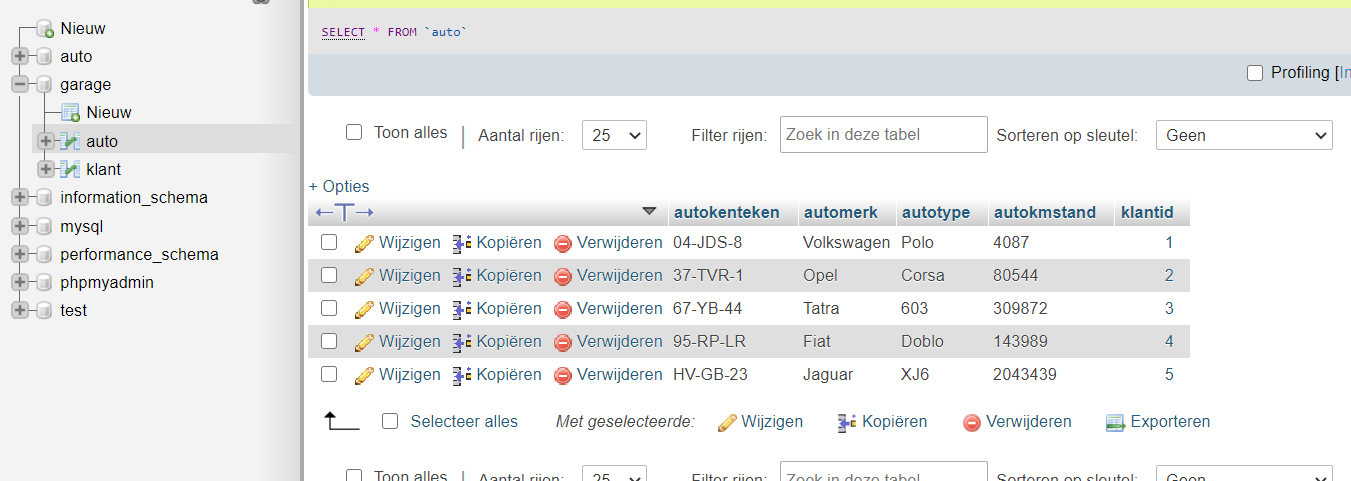 Nieuw
auto
garage
Nieuw
auto
klant
information_schema
mysql
performance_schema
phpmyadmin
test
SELECT * FROM `auto`
Profiling [In
Toon alles | Aantal rijen: 25 Filter rijen: Zoek in deze tabel Sorteren op sleutel: Geen
+ Opties
autokenteken automerk autotype autokmstand klantid
Wijzigen Kopiëren Verwijderen 04-JDS-8 Volkswagen Polo 4087 1
Wijzigen Kopiëren Verwijderen 37-TVR-1 Opel Corsa 80544 2
Wijzigen Kopiëren Verwijderen 67-YB-44 Tatra 603 309872 3
Wijzigen Kopiëren Verwijderen 95-RP-LR Fiat Doblo 143989 4
Wijzigen Kopiëren Verwijderen HV-GB-23 Jaguar XJ6 2043439 5
Selecteer alles Met geselecteerde: Wijzigen Kopiëren Verwijderen Exporteren
Toon alles | Aantal rijen: 25 Filter rijen: Zoek in deze tabel Sorteren op sleutel: Geen